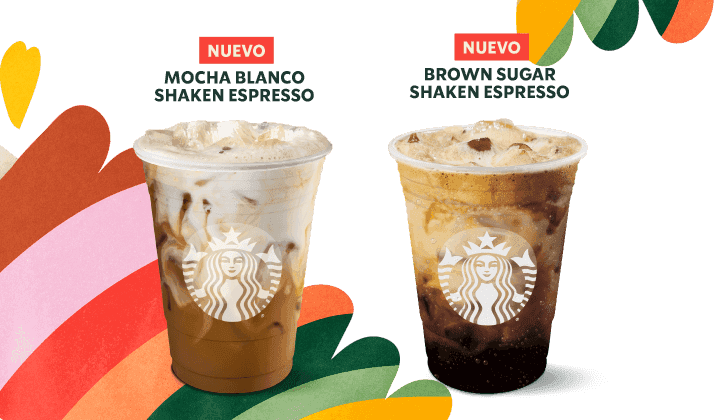 NUEVO
MOCHA BLANCO
SHAKEN ESPRESSO
NUEVO
BROWN SUGAR
SHAKEN ESPRESSO